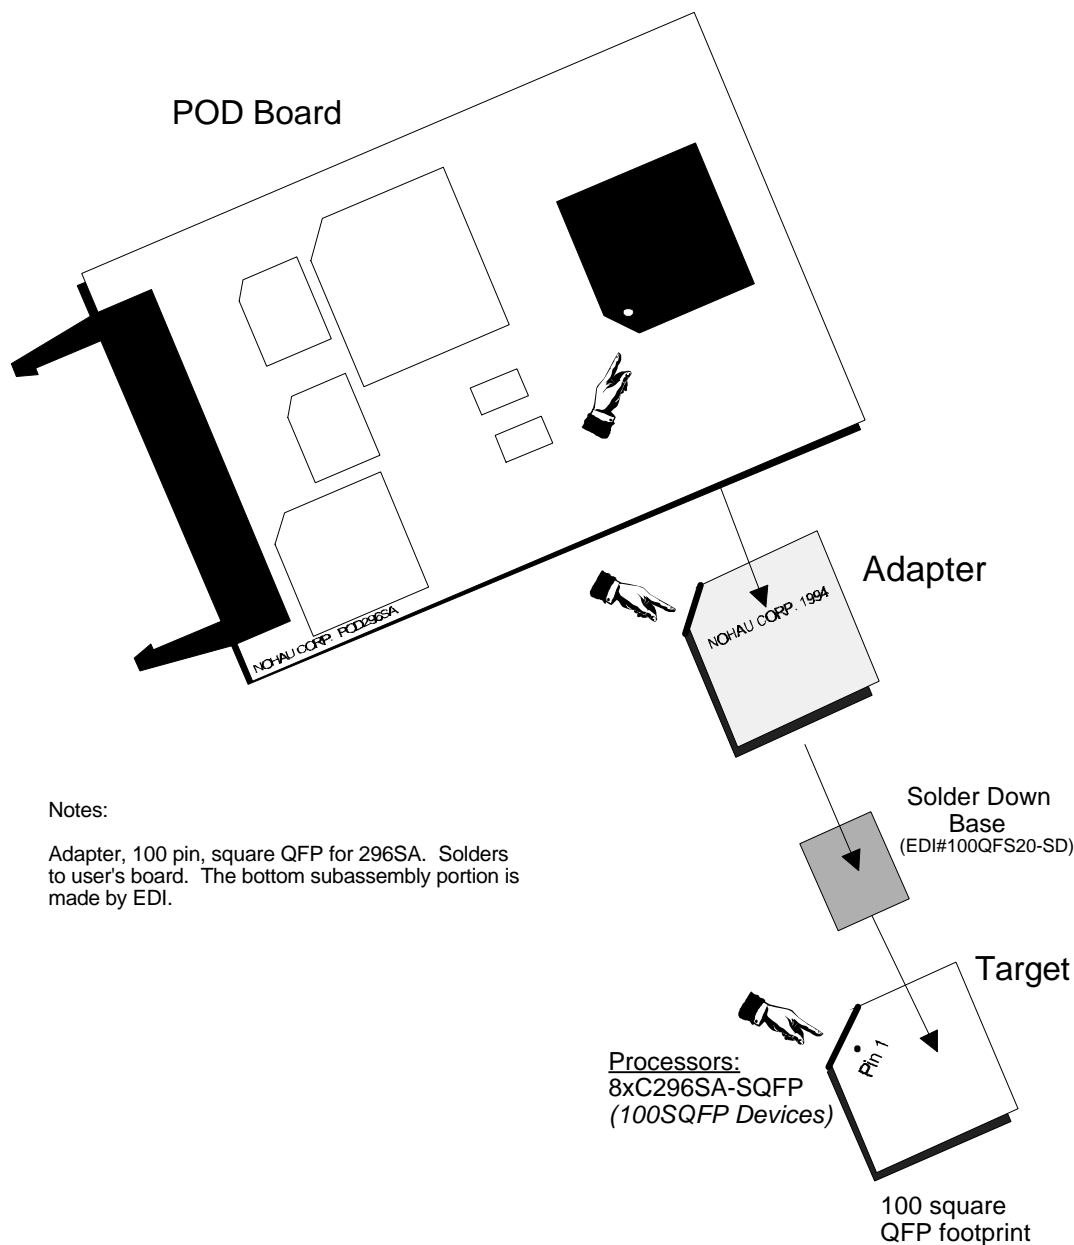 POD Board
NOHAU CORP. POD296SA
Adapter
NOHAU CORP. 1994
Notes:
Adapter, 100 pin, square QFP for 296SA. Solders
to user's board. The bottom subassembly portion is
made by EDI.
Solder Down
Base
(EDI#100QFS20-SD)
Target
Pin 1
Processors:
8xC296SA-SQFP
(100SQFP Devices)
100 square
QFP footprint